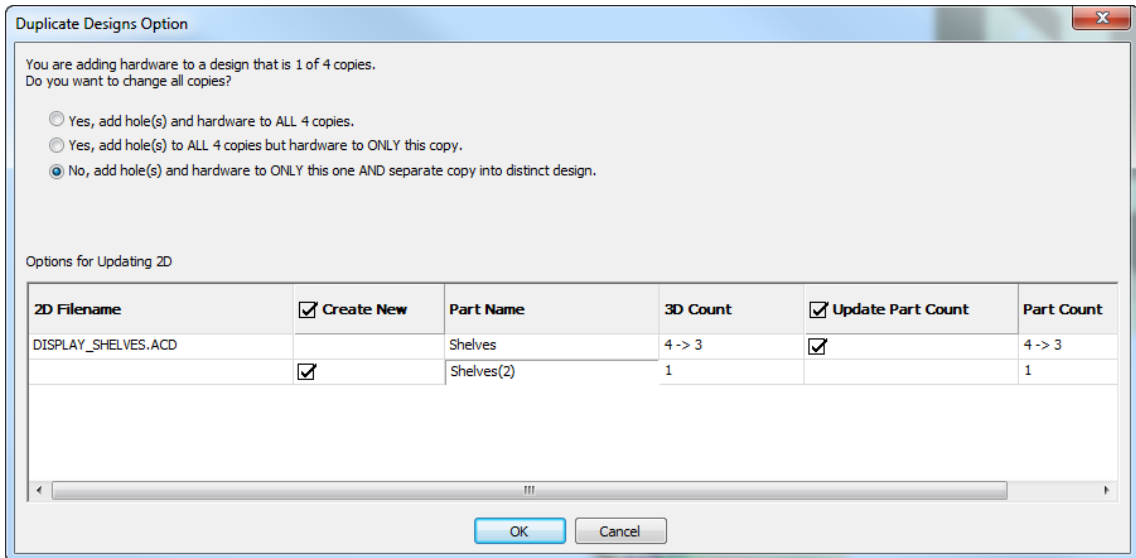 Duplicate Designs Option
You are adding hardware to a design that is 1 of 4 copies.
Do you want to change all copies?
Yes, add hole(s) and hardware to ALL 4 copies.
Yes, add hole(s) to ALL 4 copies but hardware to ONLY this copy.
No, add hole(s) and hardware to ONLY this one AND separate copy into distinct design.
Options for Updating 2D
2D Filename Create New Part Name 3D Count Update Part Count Part Count
DISPLAY_SHELVES.ACD Shelves 4 -> 3 4 -> 3
Shelves(2) 1 1
OK Cancel